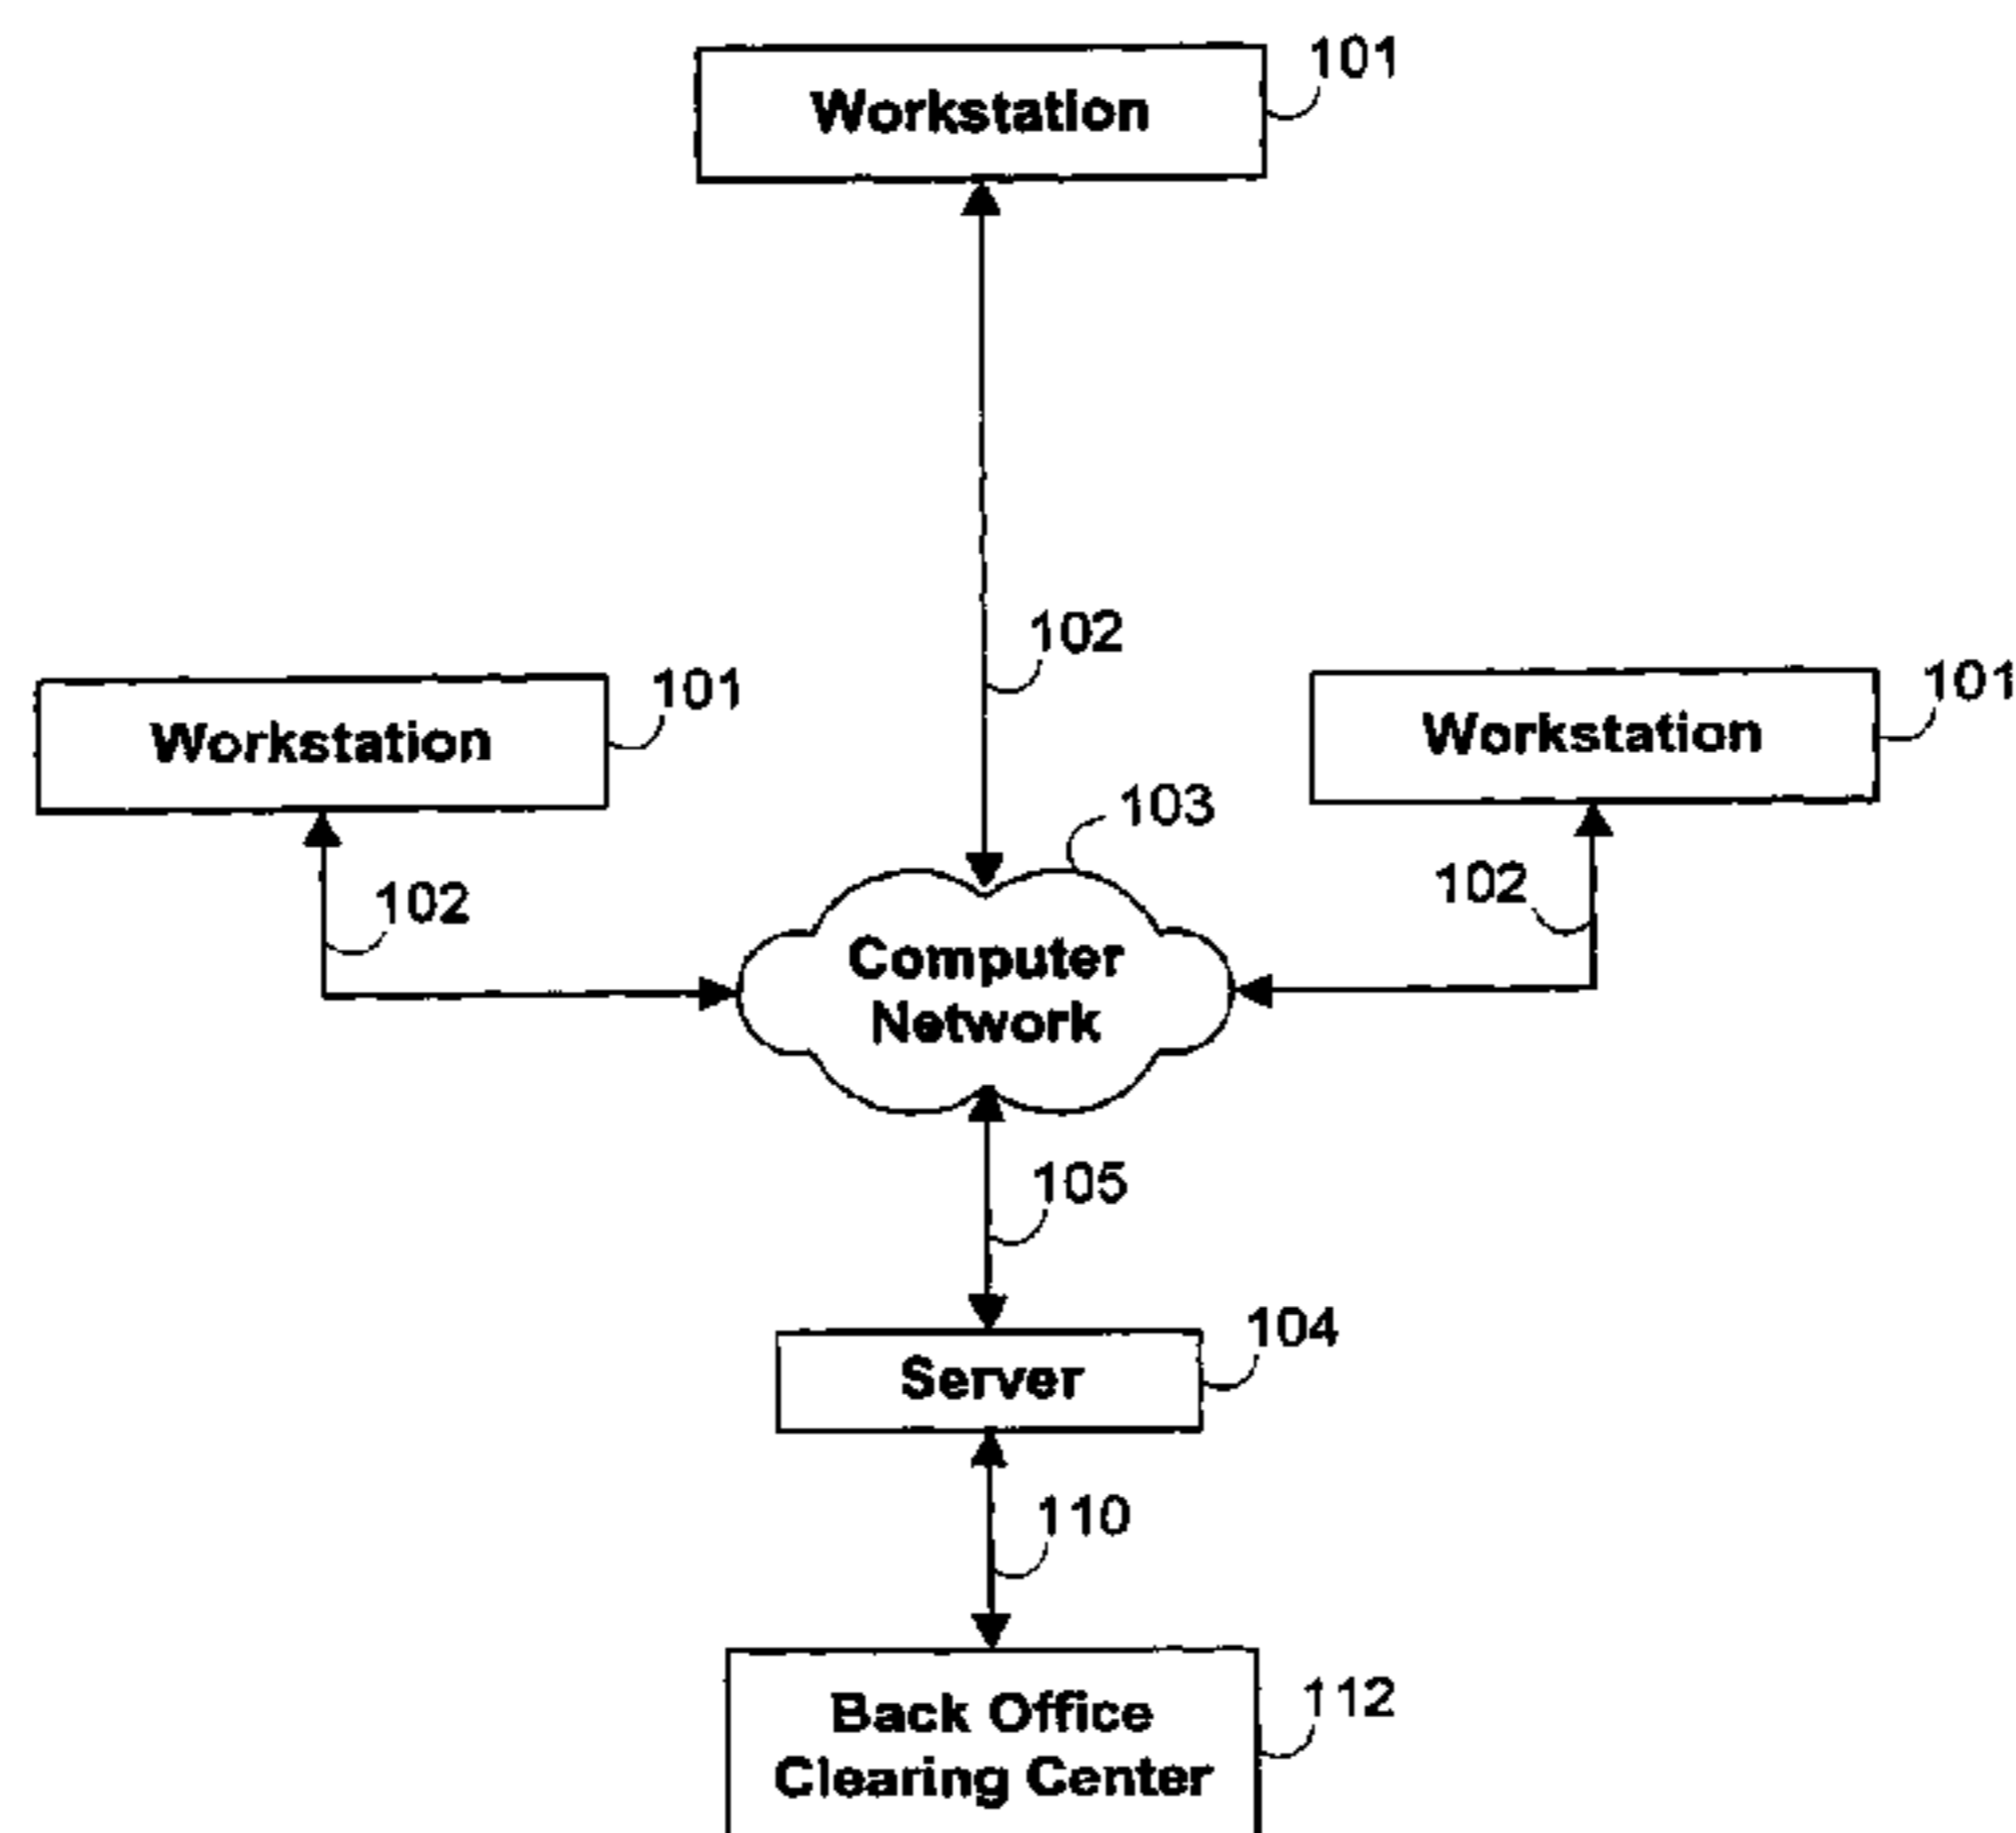 101
Workstation
102
101
Workstation
101
Workstation
103
102
102
Computer
Network
105
104
Server
110
112
Back Office
Clearing Center